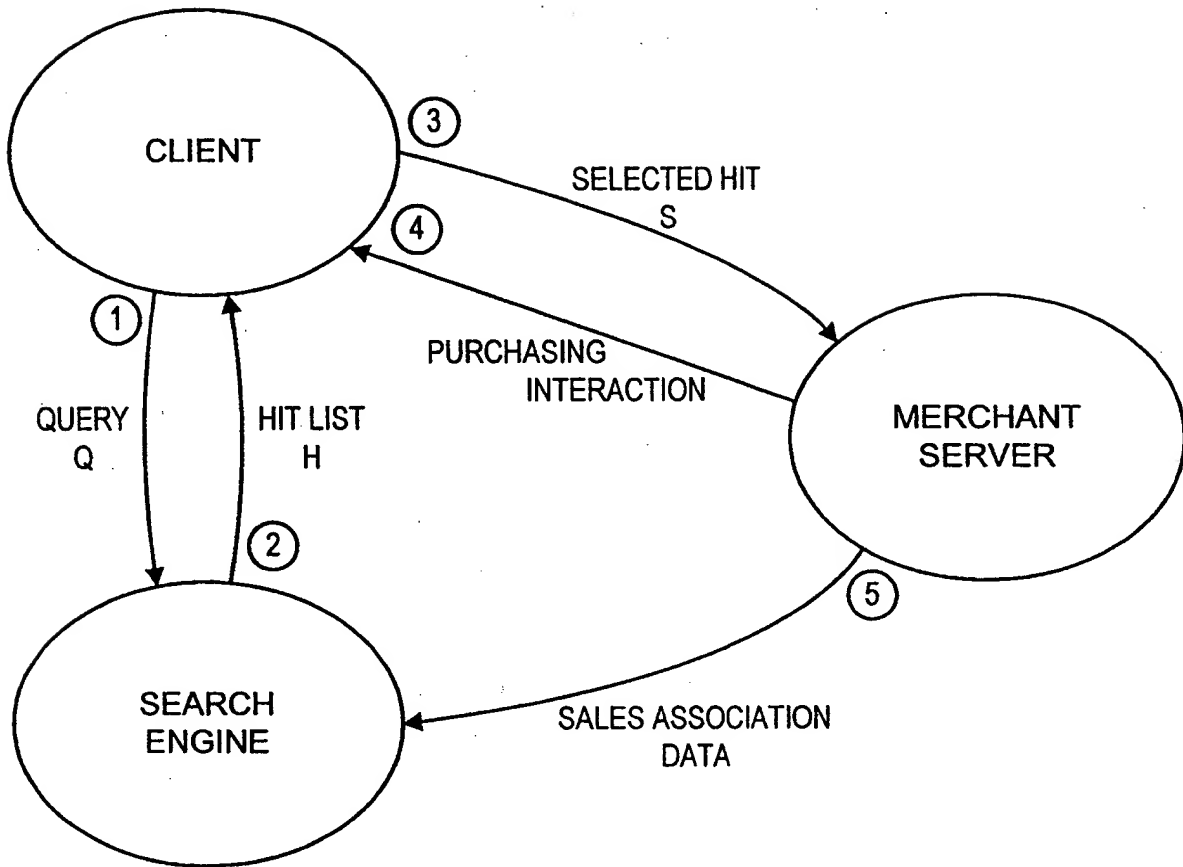 CLIENT
3
SELECTED HIT
S
4
1
PURCHASING
INTERACTION
QUERY
Q
HIT LIST
H
MERCHANT
SERVER
2
5
SEARCH
ENGINE
SALES ASSOCIATION
DATA